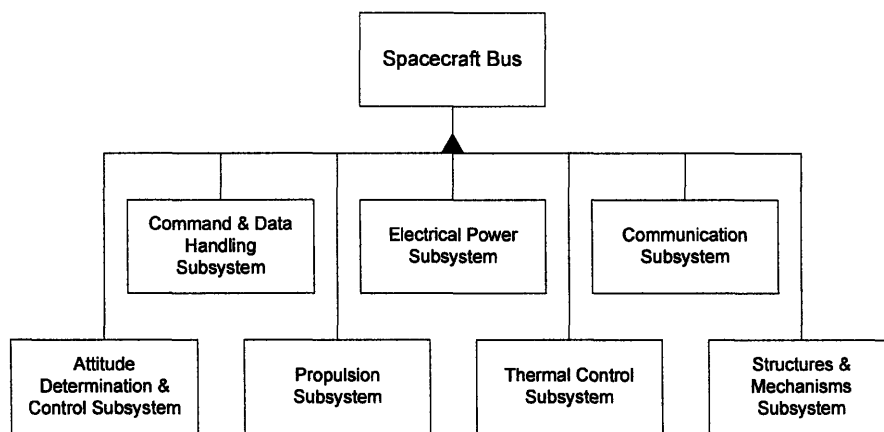 Spacecraft Bus
Command & Data
Handling
Subsystem
Electrical Power
Subsystem
Communication
Subsystem
Attitude
Determination &
Control Subsystem
Propulsion
Subsystem
Thermal Control
Subsystem
Structures &
Mechanisms
Subsystem